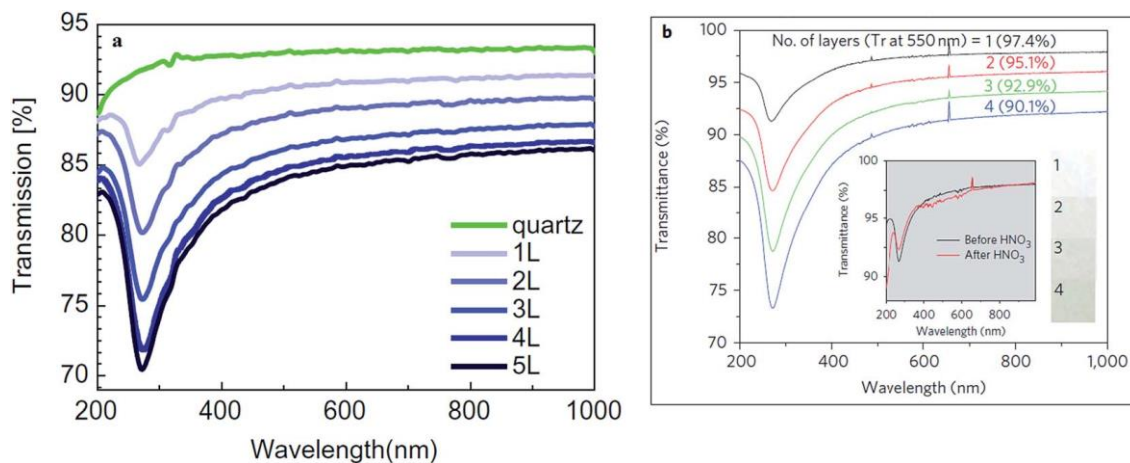 a
Transmission [%]
95
90
85
80
75
70
200
400
600
800
1000
Wavelength(nm)
quartz
1L
2L
3L
4L
5L
b
Transmittance (%)
100
95
90
85
80
75
70
200
400
600
800
1,000
Wavelength (nm)
No. of layers (Tr at 550 nm) = 1 (97.4%)
2 (95.1%)
3 (92.9%)
4 (90.1%)
Transmittance (%)
100
95
90
200
400
600
800
Wavelength (nm)
Before HNO₃
After HNO₃
1
2
3
4